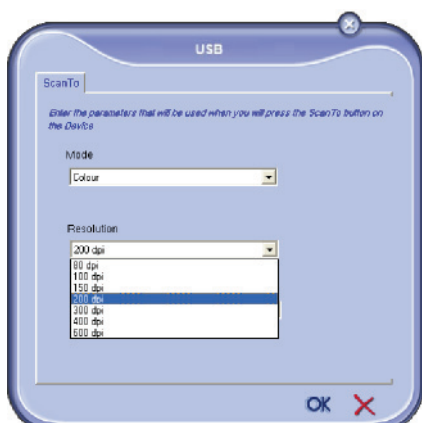 USB
ScanTo
Enter the parameters that will be used when you will press the ScanTo button on
the Device
Mode
Colour
Resolution
200 dpi
80 dpi
100 dpi
150 dpi
200 dpi
300 dpi
400 dpi
600 dpi
OK